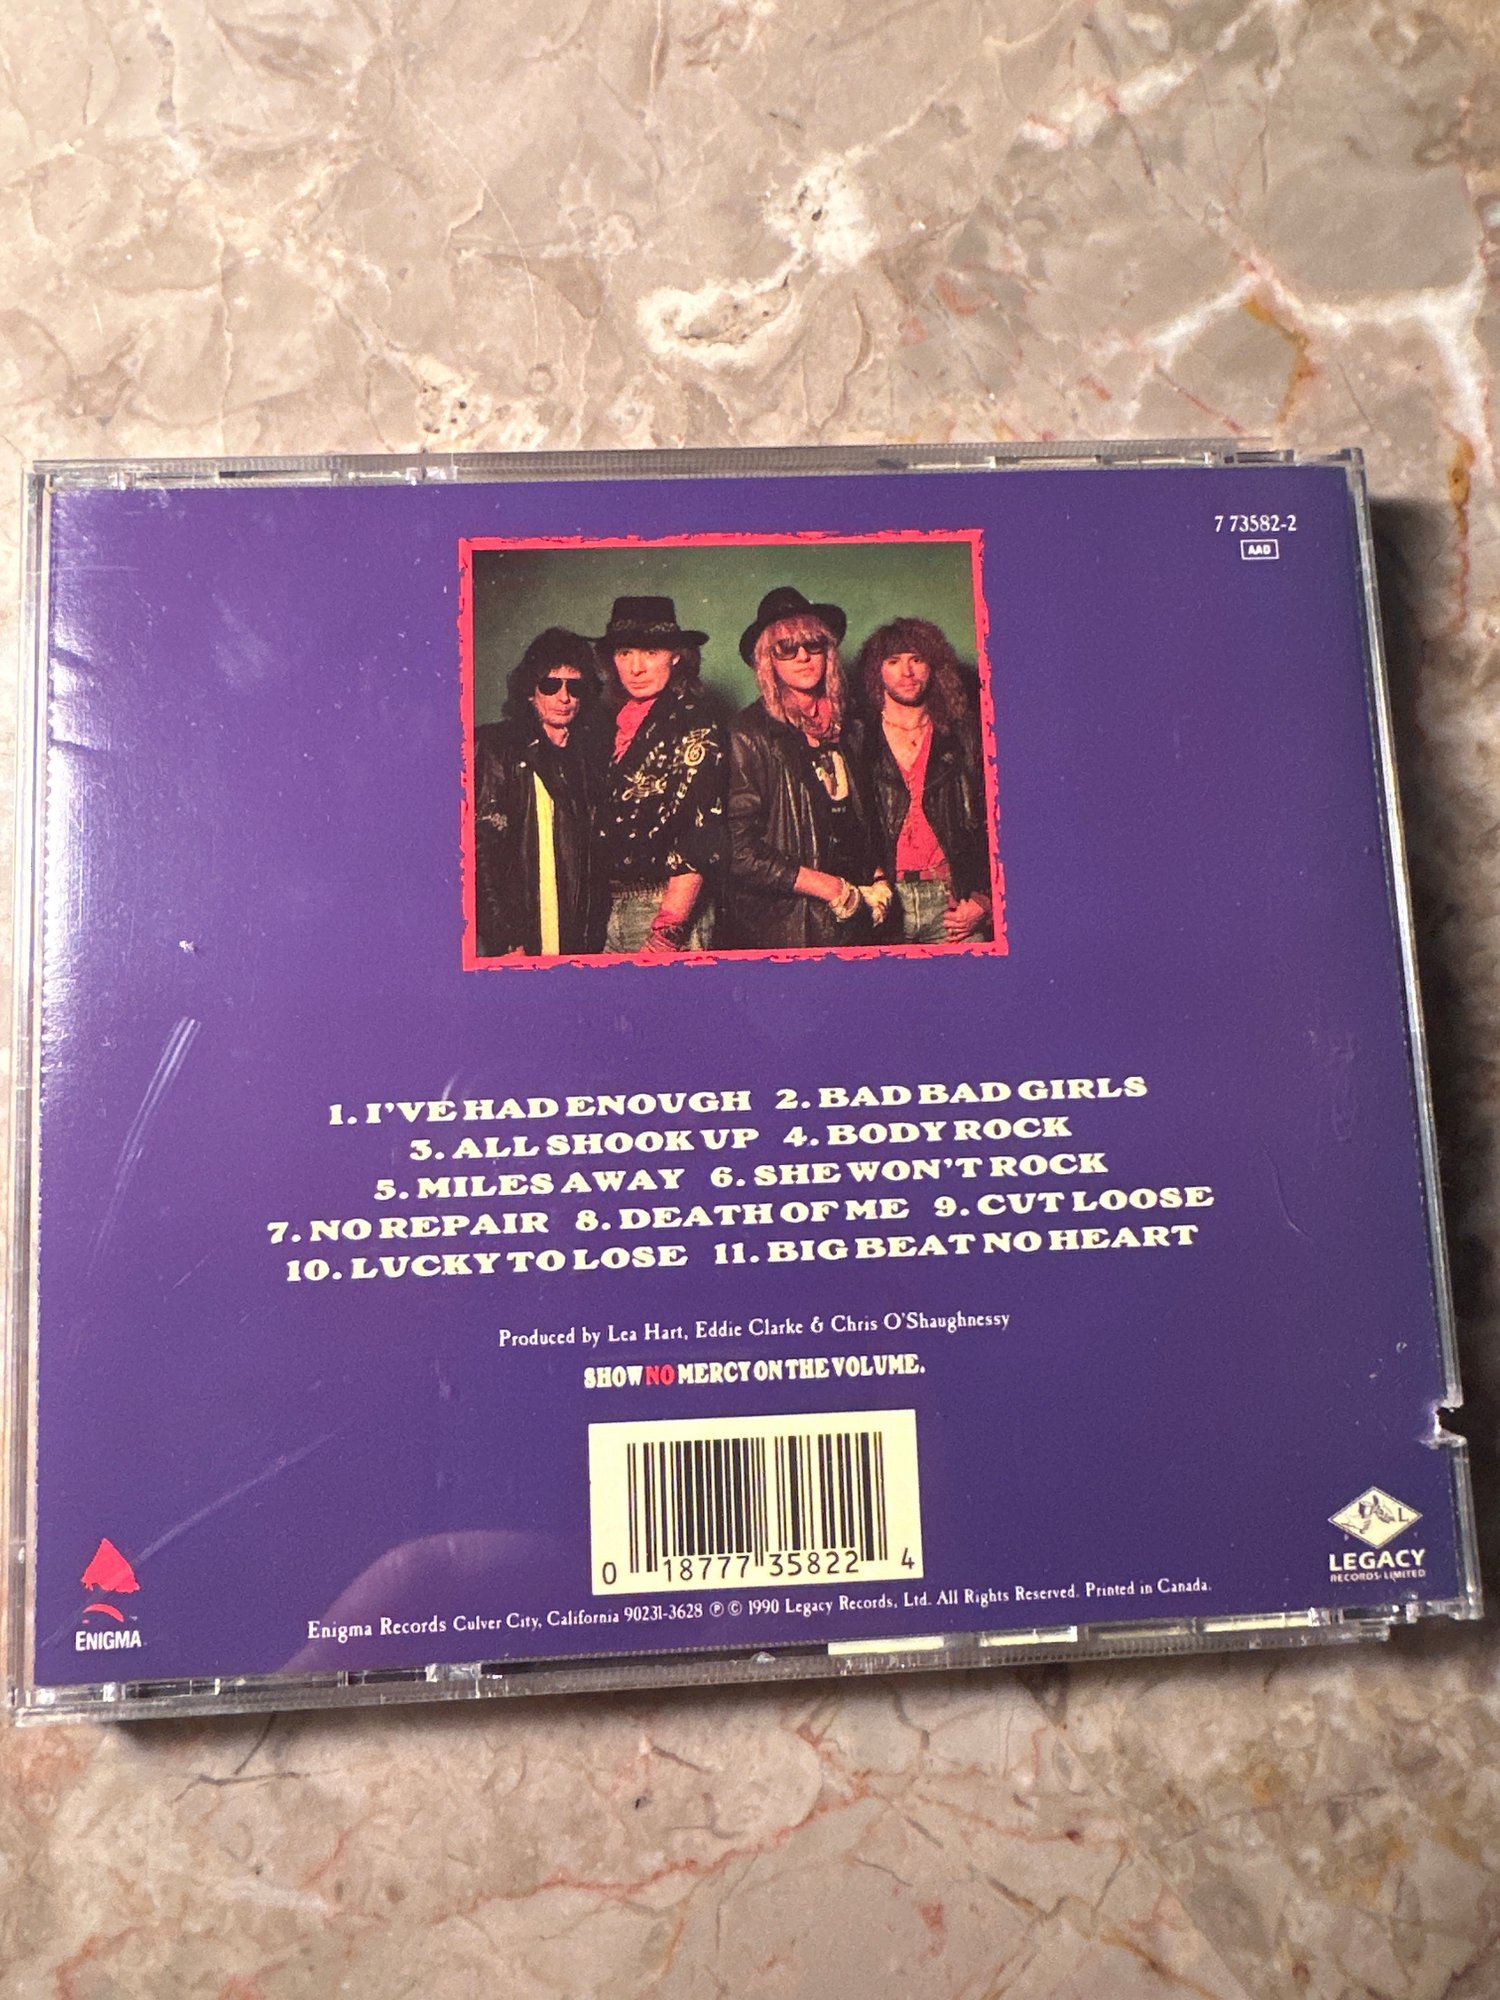 7 73582-2
AAD
1. I'VE HAD ENOUGH 2. BAD BAD GIRLS
3. ALL SHOOK UP 4. BODY ROCK
5. MILES AWAY 6. SHE WON'T ROCK
7. NO REPAIR 8. DEATH OF ME 9. CUT LOOSE
10. LUCKY TO LOSE 11. BIG BEAT NO HEART
Produced by Lea Hart, Eddie Clarke & Chris O'Shaughnessy
SHOW NO MERCY ON THE VOLUME.
0 18777 35822 4
L
LEGACY
RECORDS LIMITED
ENIGMA
Enigma Records Culver City, California 90231-3628 ℗ © 1990 Legacy Records, Ltd. All Rights Reserved. Printed in Canada.